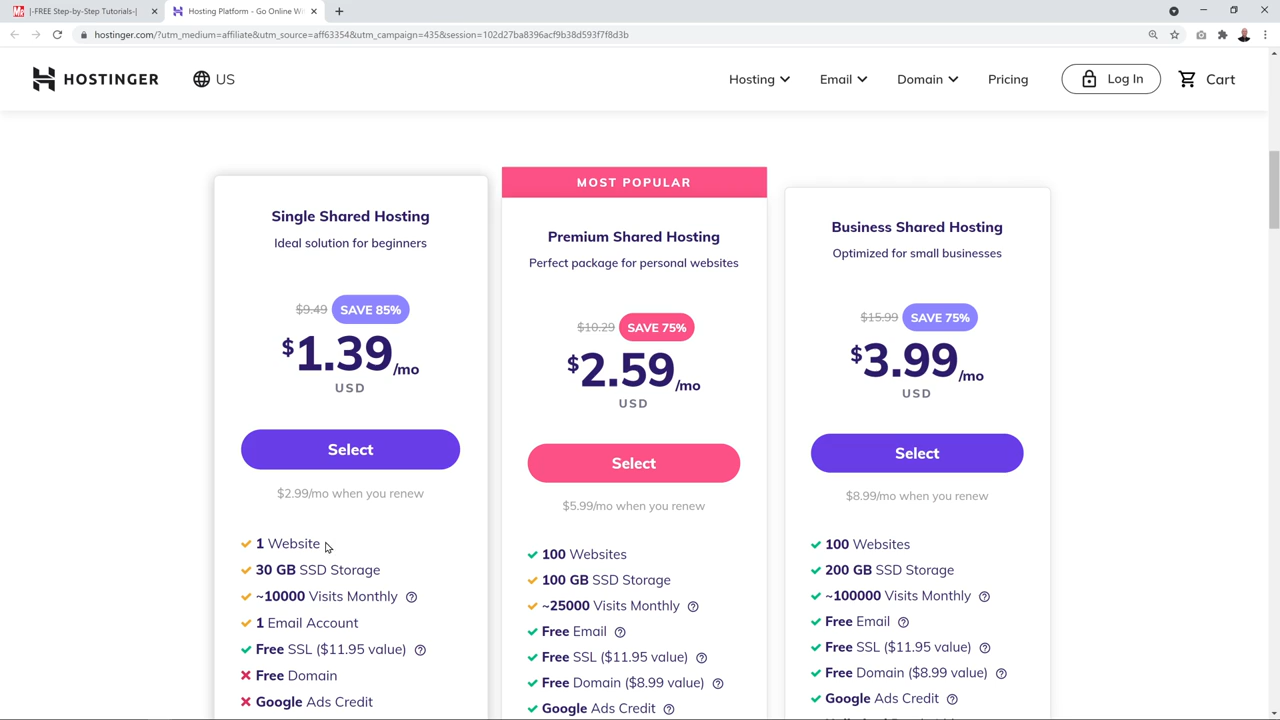 |-FREE Step-by-Step Tutorials-|
Hosting Platform - Go Online Wi
hostinger.com/?utm_medium=affiliate&utm_source=aff63354&utm_campaign=435&session=102d27ba8396acf9b38d593f7f8d3b
HOSTINGER
US
Hosting
Email
Domain
Pricing
Log In
Cart
Single Shared Hosting
Ideal solution for beginners
$9.49 SAVE 85%
$1.39/mo
USD
Select
$2.99/mo when you renew
1 Website
30 GB SSD Storage
~10000 Visits Monthly
1 Email Account
Free SSL ($11.95 value)
Free Domain
Google Ads Credit
MOST POPULAR
Premium Shared Hosting
Perfect package for personal websites
$10.29 SAVE 75%
$2.59/mo
USD
Select
$5.99/mo when you renew
100 Websites
100 GB SSD Storage
~25000 Visits Monthly
Free Email
Free SSL ($11.95 value)
Free Domain ($8.99 value)
Google Ads Credit
Business Shared Hosting
Optimized for small businesses
$15.99 SAVE 75%
$3.99/mo
USD
Select
$8.99/mo when you renew
100 Websites
200 GB SSD Storage
~100000 Visits Monthly
Free Email
Free SSL ($11.95 value)
Free Domain ($8.99 value)
Google Ads Credit